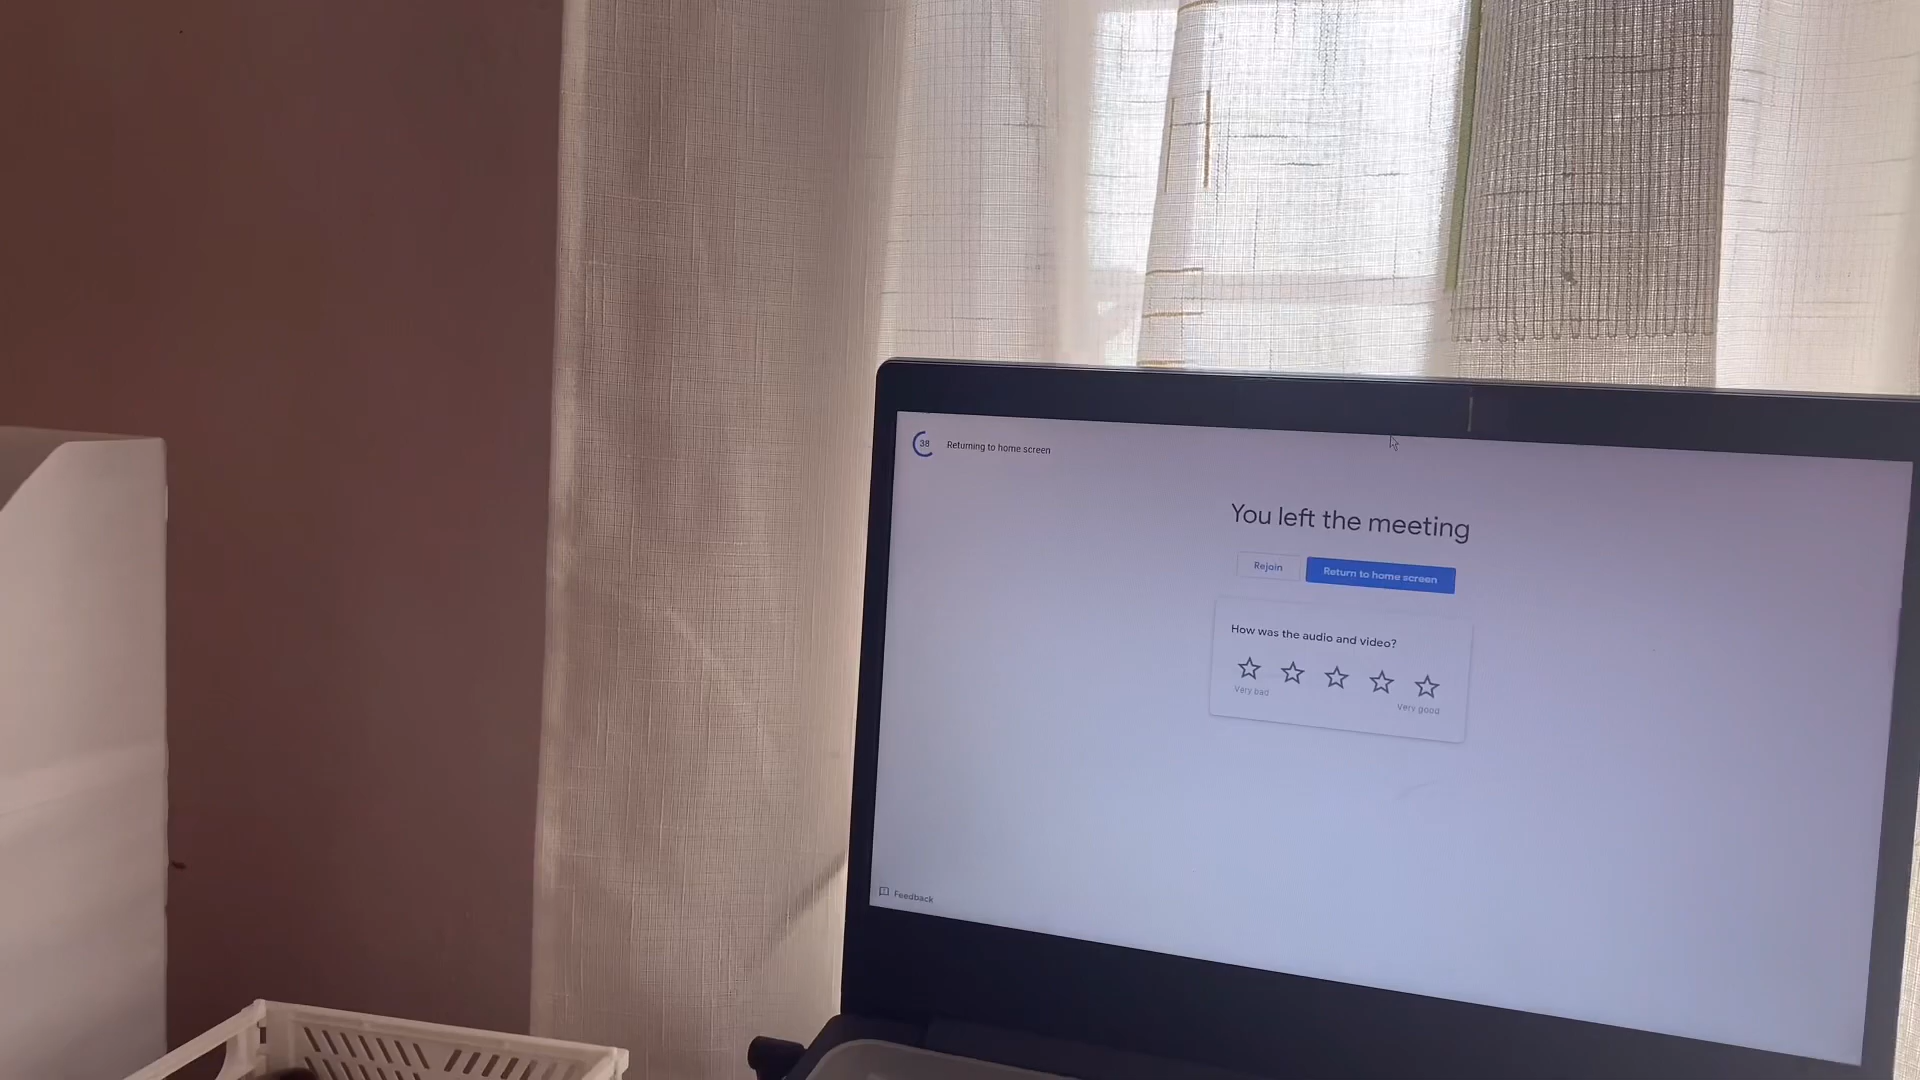 38 Returning to home screen
You left the meeting
Rejoin Return to home screen
How was the audio and video?
Very bad
Very good
Feedback